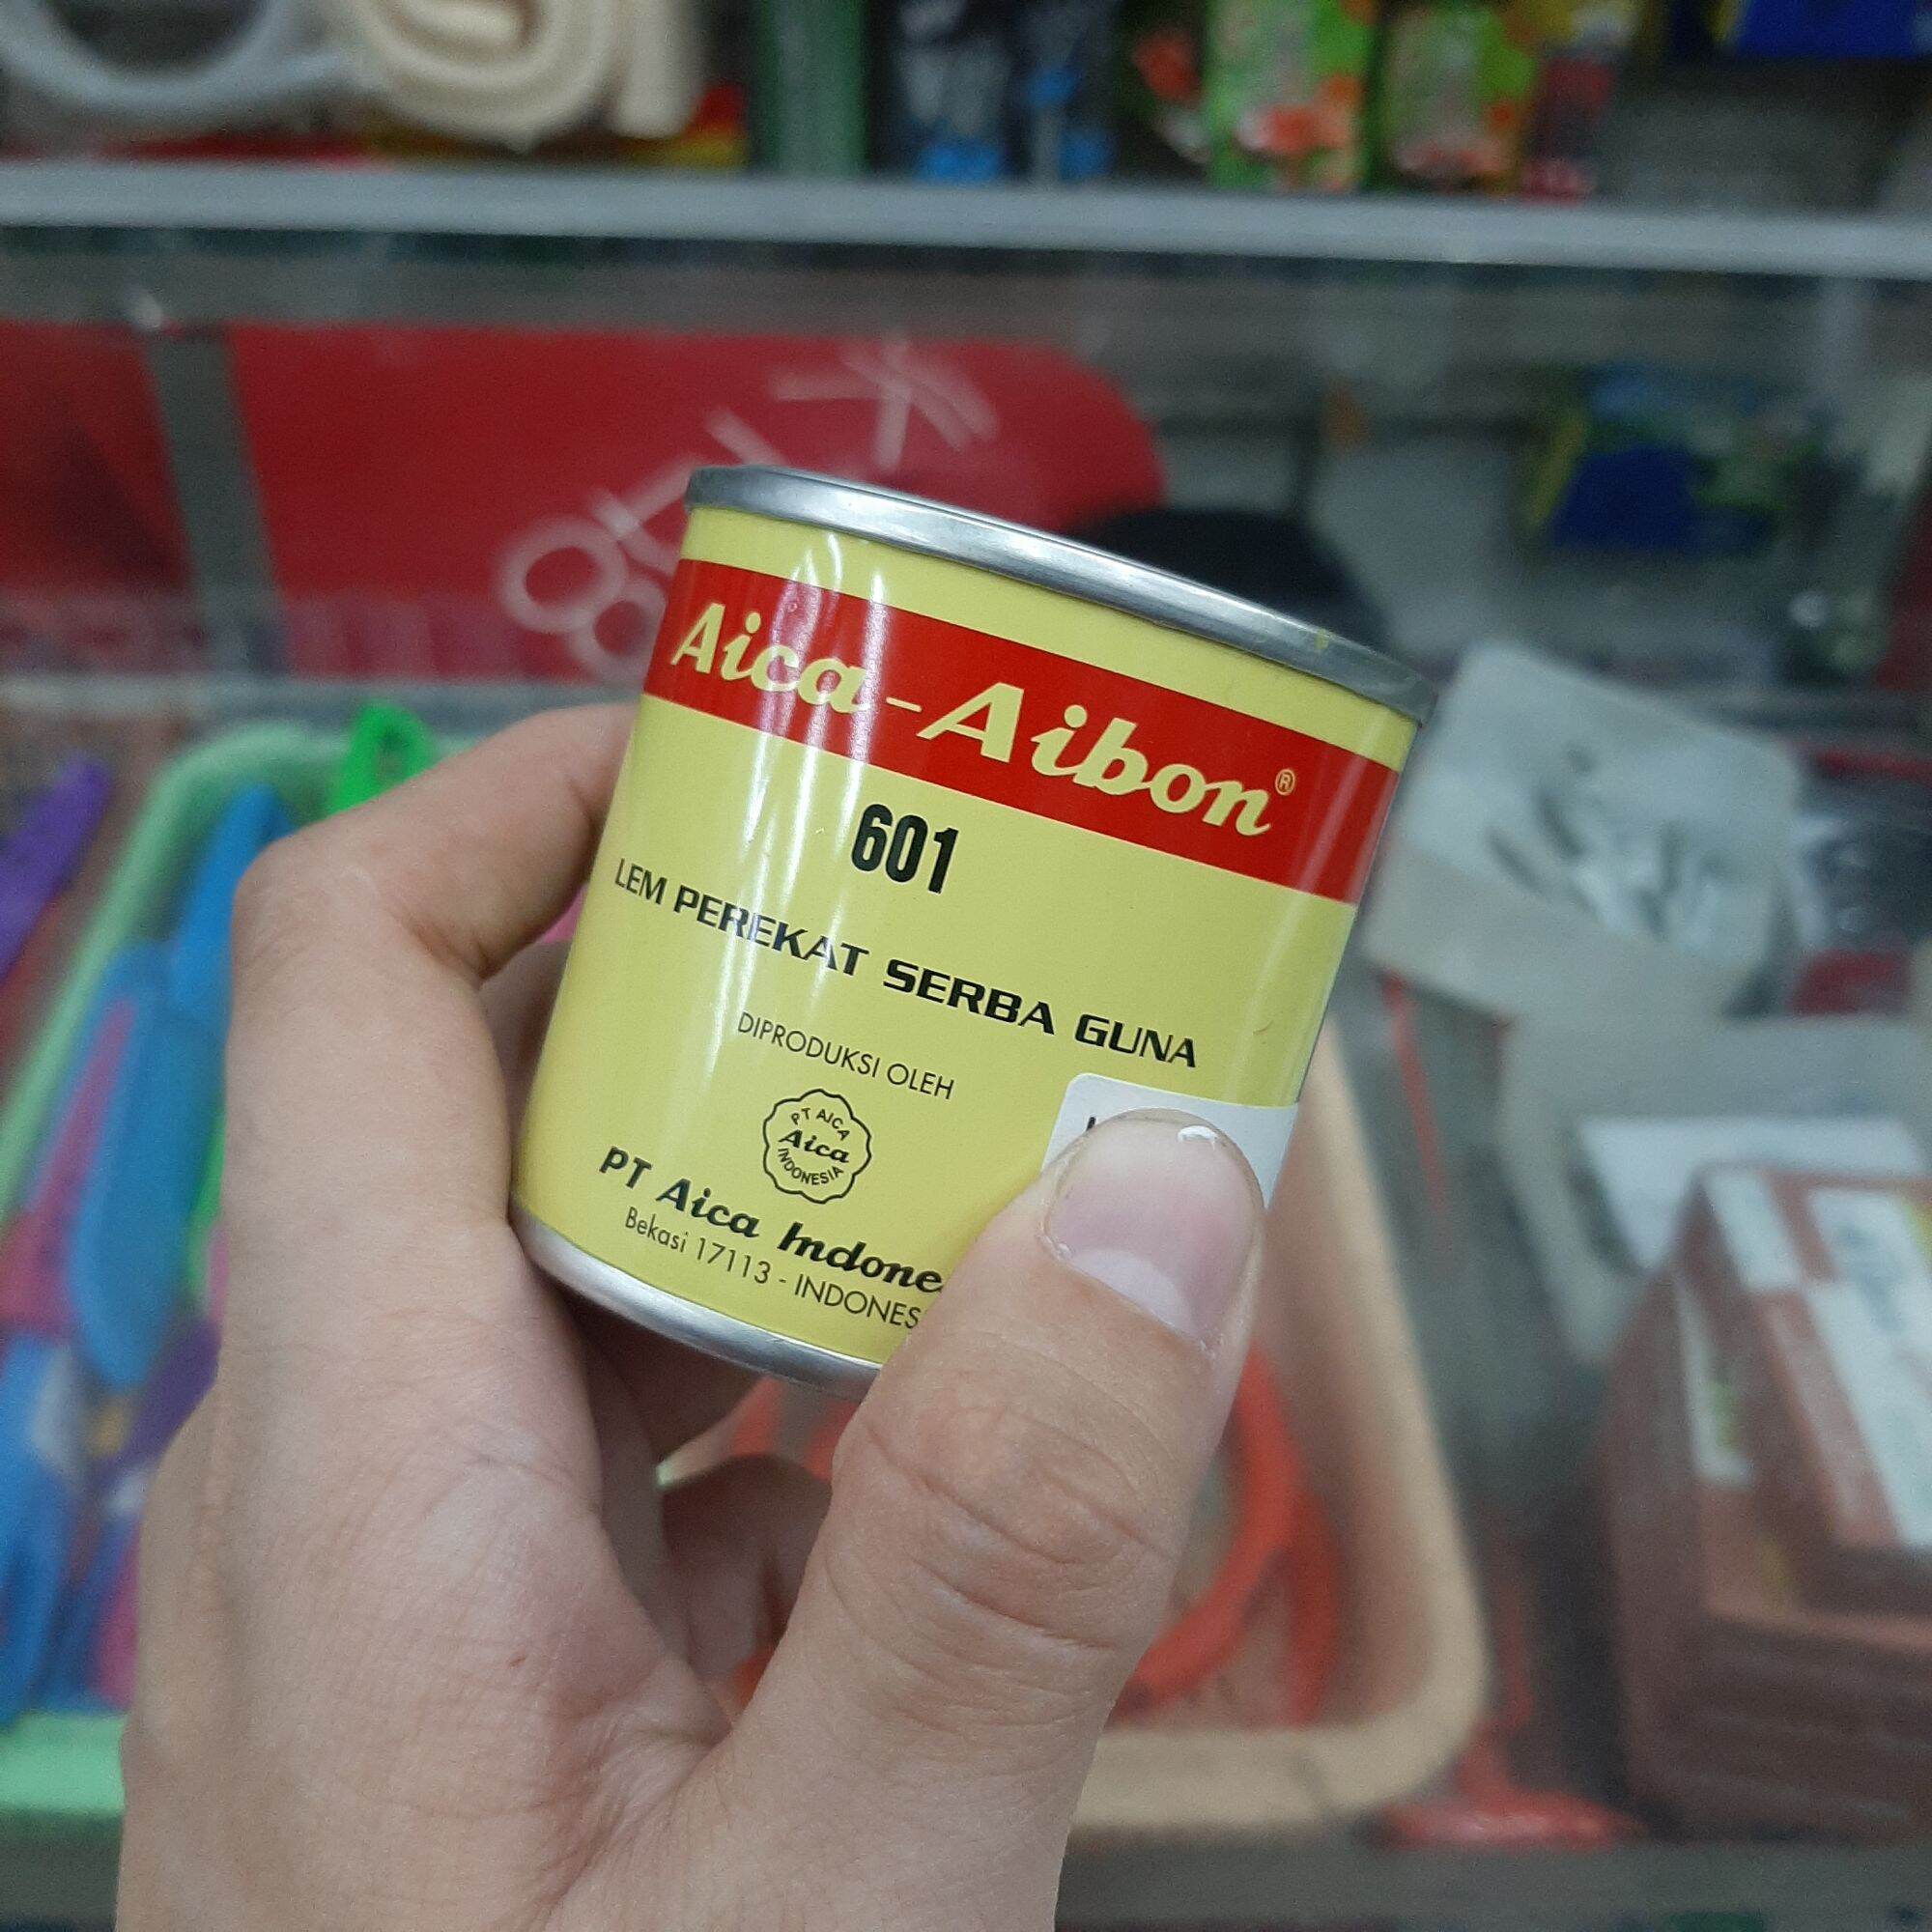 Aica-Aibon®
601
LEM PEREKAT SERBA GUNA
DIPRODUKSI OLEH
PT AICA
Aica
INDONESIA
PT Aica Indone
Bekasi 17113 - INDONES